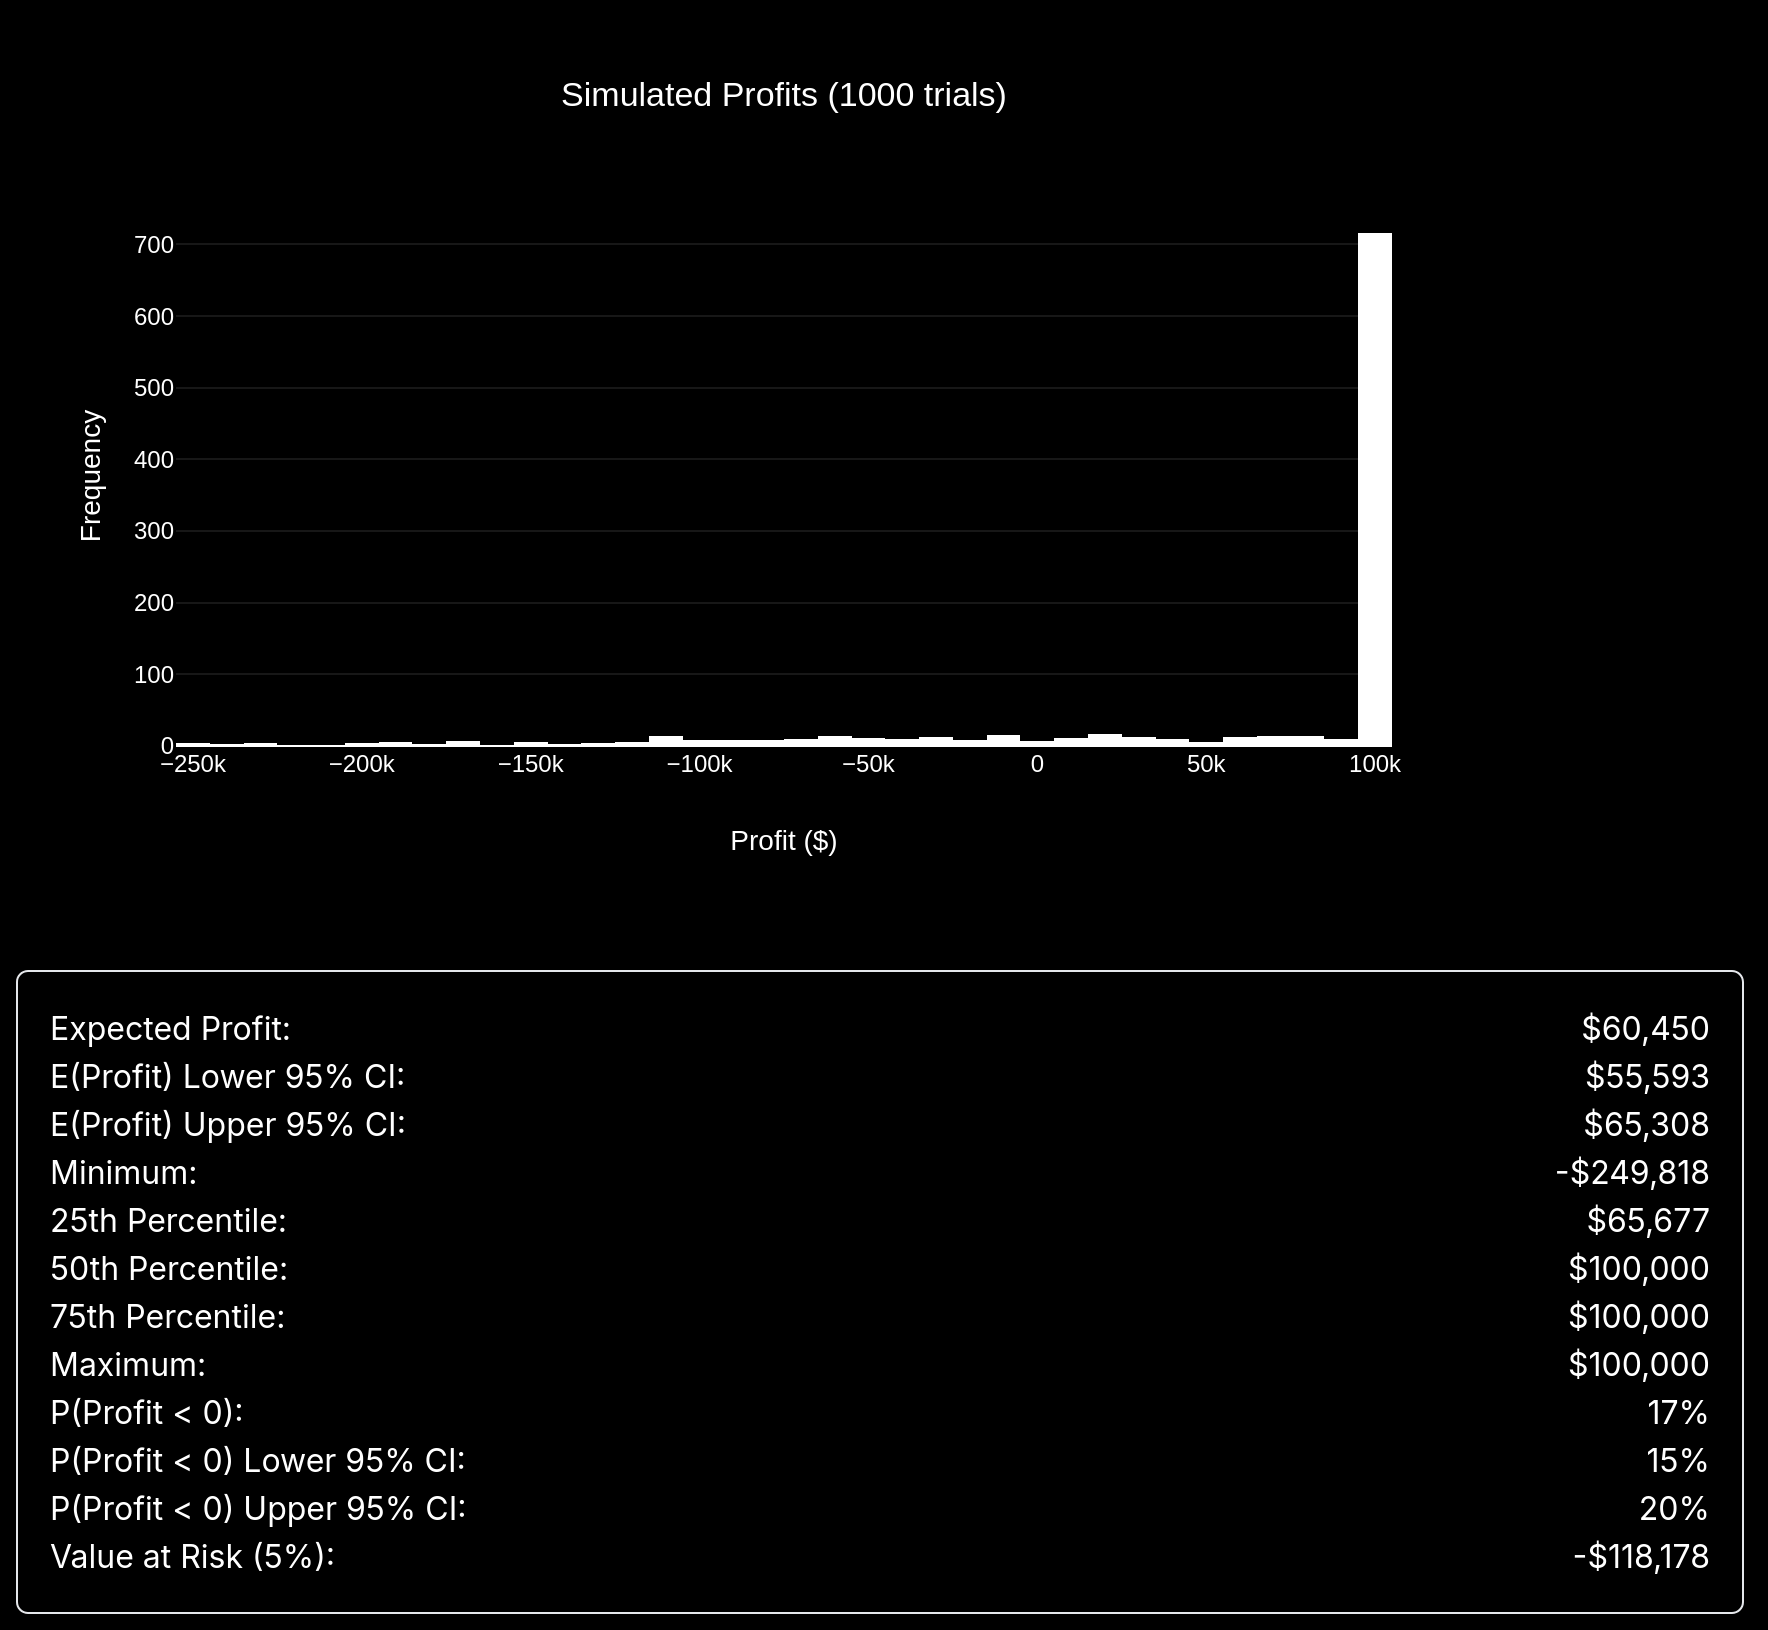 Simulated Profits (1000 trials)
700
600
500
400
300
200
100
0
Frequency
−250k −200k −150k −100k −50k 0 50k 100k
Profit ($)
Expected Profit: $60,450
E(Profit) Lower 95% CI: $55,593
E(Profit) Upper 95% CI: $65,308
Minimum: -$249,818
25th Percentile: $65,677
50th Percentile: $100,000
75th Percentile: $100,000
Maximum: $100,000
P(Profit < 0): 17%
P(Profit < 0) Lower 95% CI: 15%
P(Profit < 0) Upper 95% CI: 20%
Value at Risk (5%): -$118,178